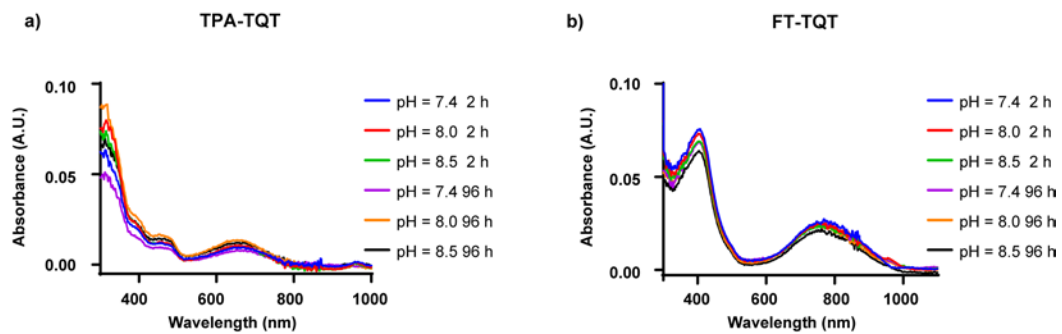 a) TPA-TQT
0.10
0.05
0.00
Absorbance (A.U.)
400 600 800 1000
Wavelength (nm)
pH = 7.4 2 h
pH = 8.0 2 h
pH = 8.5 2 h
pH = 7.4 96 h
pH = 8.0 96 h
pH = 8.5 96 h
b) FT-TQT
0.10
0.05
0.00
Absorbance (A.U.)
400 600 800 1000
Wavelength (nm)
pH = 7.4 2 h
pH = 8.0 2 h
pH = 8.5 2 h
pH = 7.4 96 h
pH = 8.0 96 h
pH = 8.5 96 h